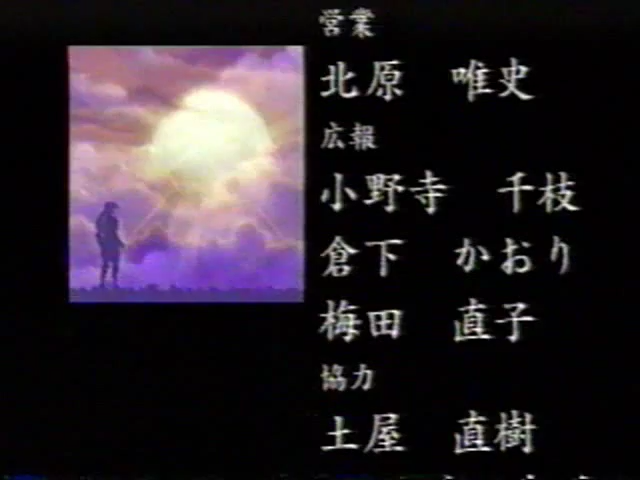 営業
北原　唯史
広報
小野寺　千枝
倉下　かおり
梅田　直子
協力
土屋　直樹